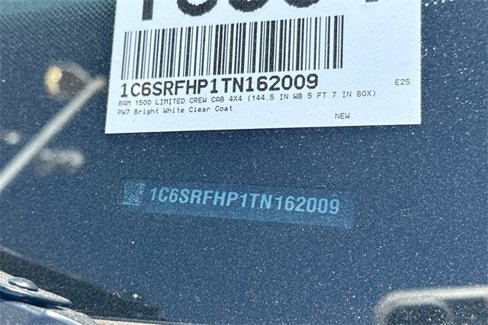 1C6SRFHP1TN162009
E25
RAM 1500 LIMITED CREW CAB 4X4 (144.5 IN WB 5 FT 7 IN BOX)
PW7 Bright White Clear Coat
NEW
1C6SRFHP1TN162009